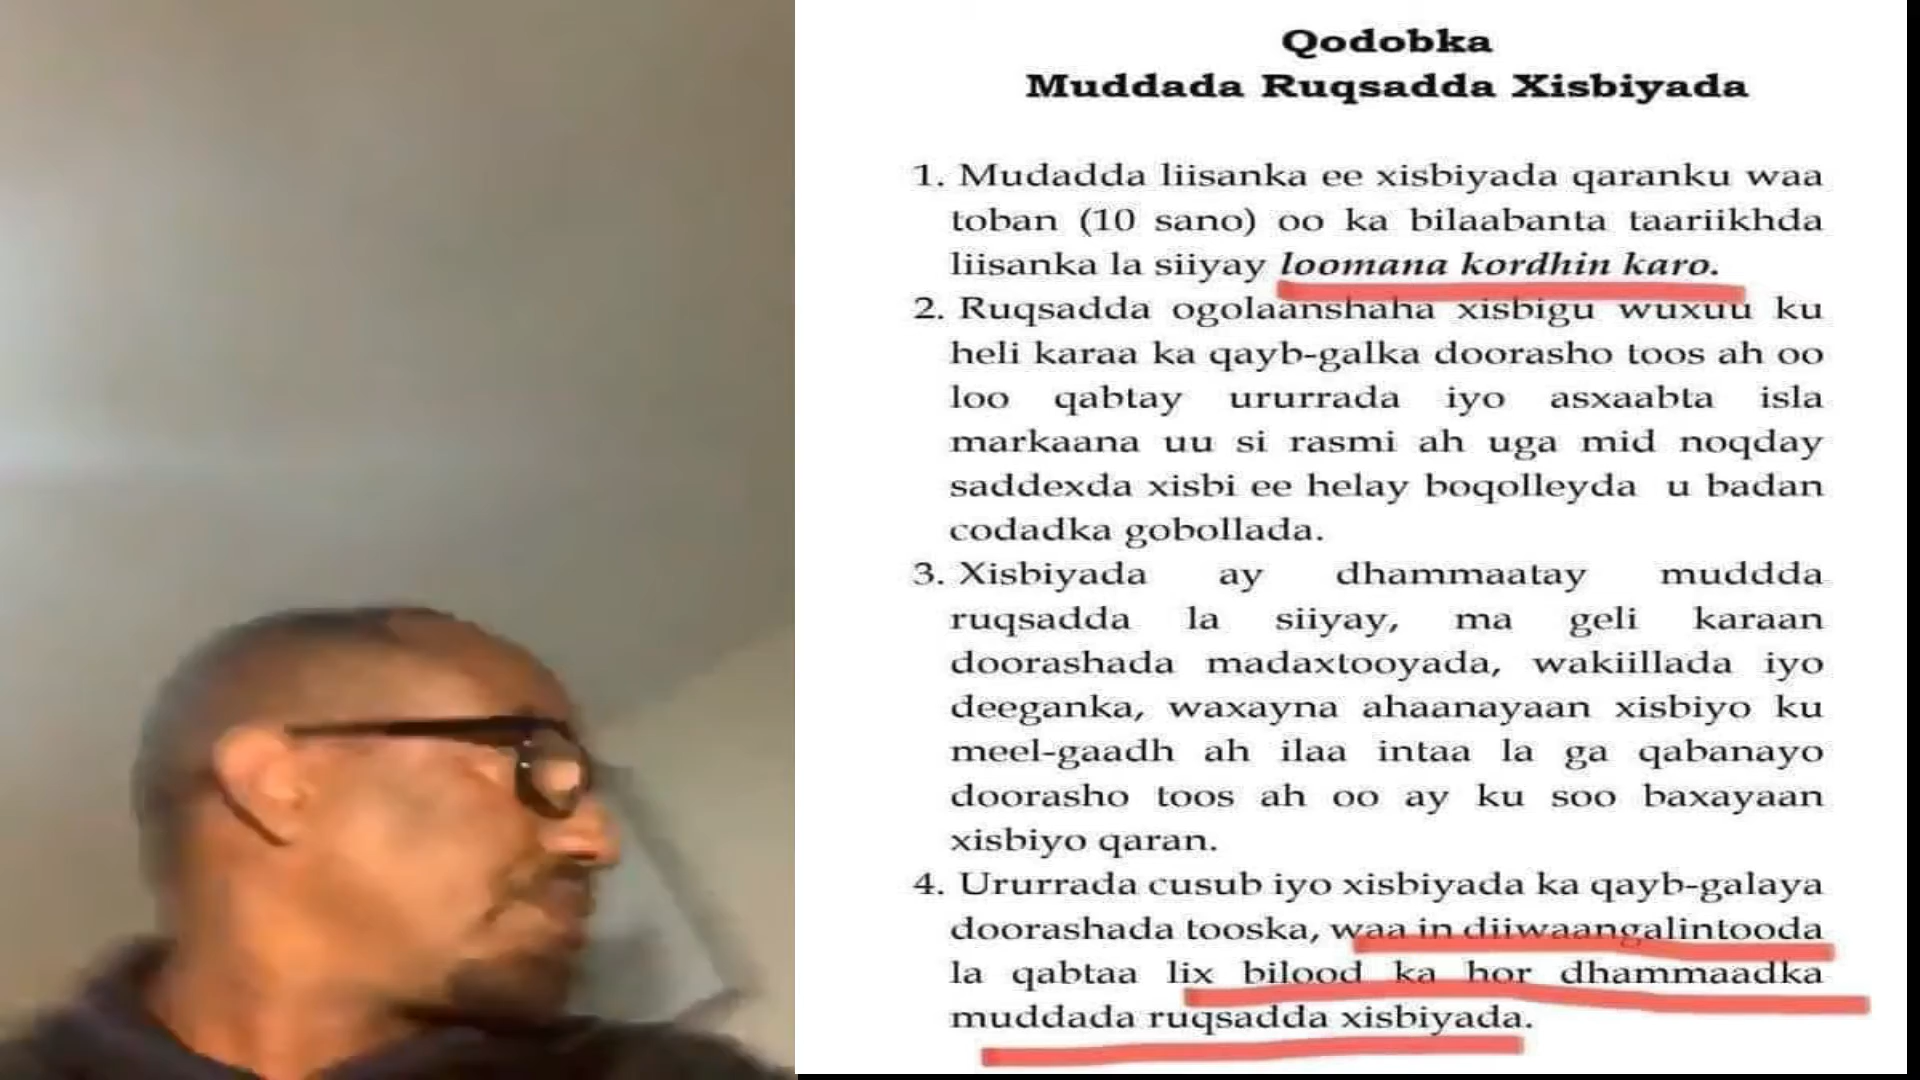 Qodobka
Muddada Ruqsadda Xisbiyada
1. Mudadda liisanka ee xisbiyada qaranku waa
toban (10 sano) oo ka bilaabanta taariikhda
liisanka la siiyay loomana kordhin karo.
2. Ruqsadda ogolaanshaha xisbigu wuxuu ku
heli karaa ka qayb-galka doorasho toos ah oo
loo qabtay ururrada iyo asxaabta isla
markaana uu si rasmi ah uga mid noqday
saddexda xisbi ee helay boqolleyda u badan
codadka gobollada.
3. Xisbiyada ay dhammaatay muddda
ruqsadda la siiyay, ma geli karaan
doorashada madaxtooyada, wakiillada iyo
deeganka, waxayna ahaanayaan xisbiyo ku
meel-gaadh ah ilaa intaa la ga qabanayo
doorasho toos ah oo ay ku soo baxayaan
xisbiyo qaran.
4. Ururrada cusub iyo xisbiyada ka qayb-galaya
doorashada tooska, waa in diiwaangalintooda
la qabtaa lix bilood ka hor dhammaadka
muddada ruqsadda xisbiyada.